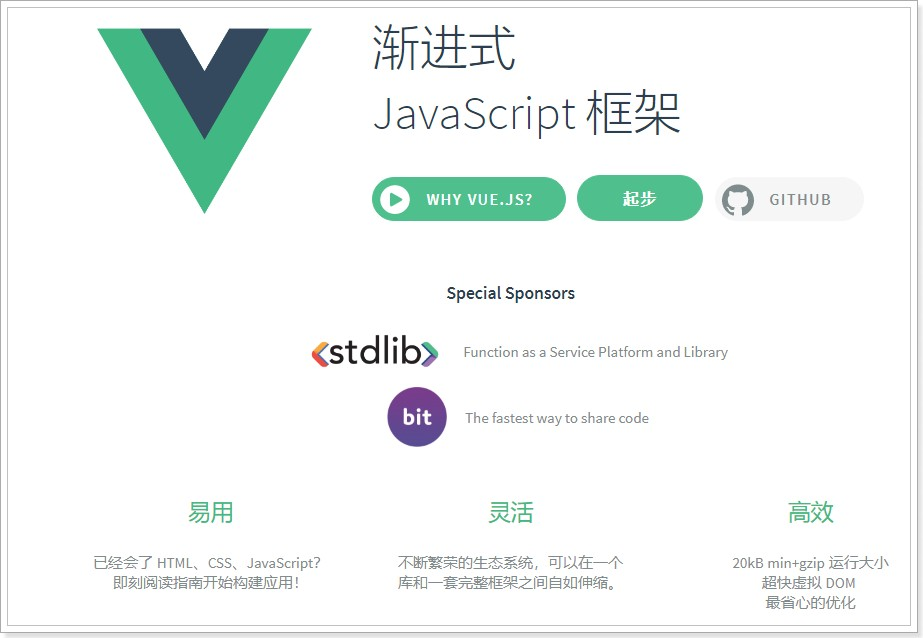 渐进式
JavaScript 框架
WHY VUE.JS?
起步
GITHUB
Special Sponsors
<stdlib>
Function as a Service Platform and Library
bit
The fastest way to share code
易用
已经会了 HTML、CSS、JavaScript？
即刻阅读指南开始构建应用！
灵活
不断繁荣的生态系统，可以在一个
库和一套完整框架之间自如伸缩。
高效
20kB min+gzip 运行大小
超快虚拟 DOM
最省心的优化